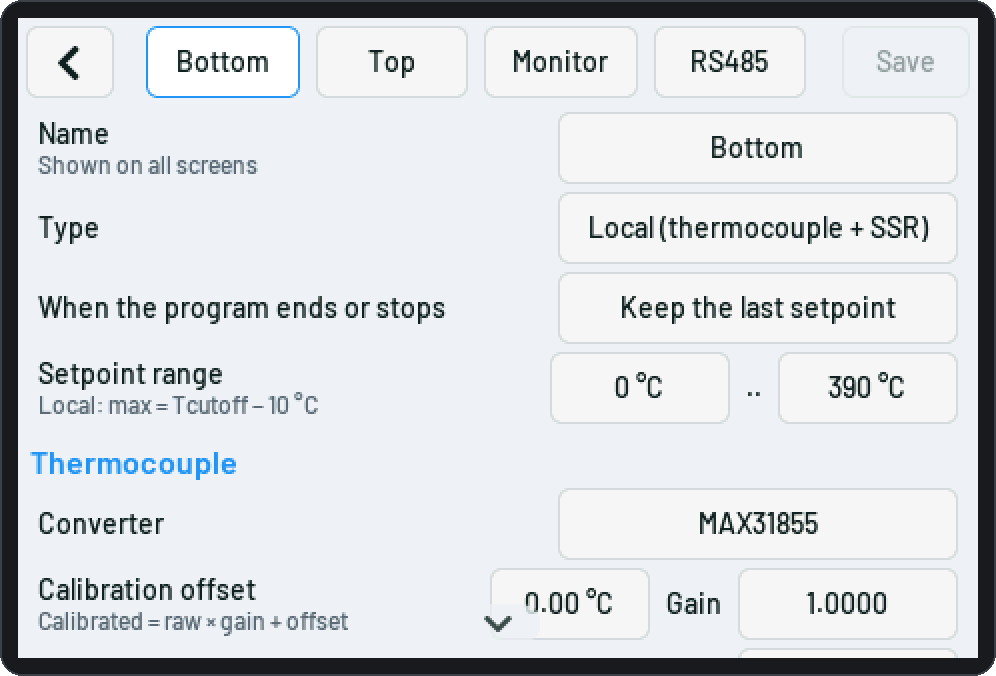 Bottom
Top
Monitor
RS485
Save
Name
Shown on all screens
Bottom
Type
Local (thermocouple + SSR)
When the program ends or stops
Keep the last setpoint
Setpoint range
Local: max = Tcutoff – 10 °C
0 °C .. 390 °C
Thermocouple
Converter
MAX31855
Calibration offset
Calibrated = raw × gain + offset
0.00 °C Gain 1.0000